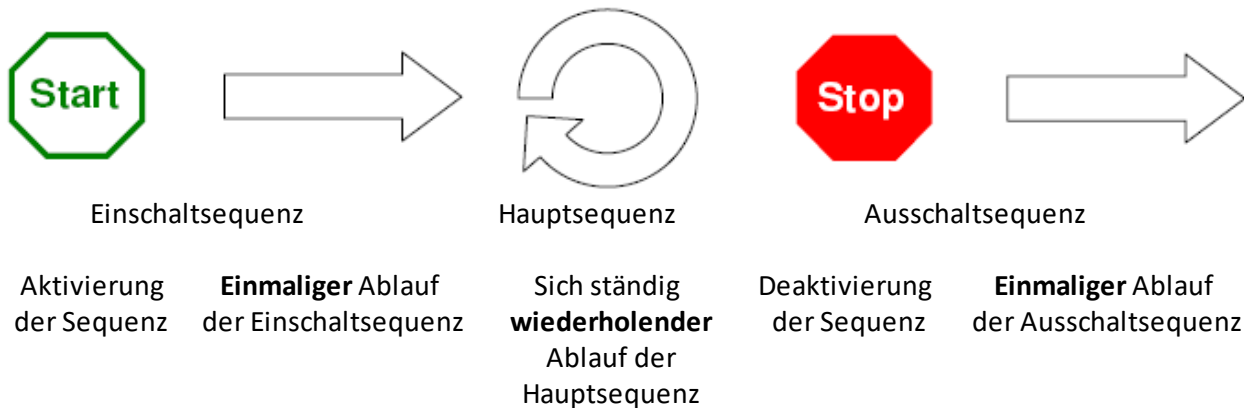 Start
Stop
Einschaltsequenz
Hauptsequenz
Ausschaltsequenz
Aktivierung
der Sequenz
Einmaliger Ablauf
der Einschaltsequenz
Sich ständig
wiederholender
Ablauf der
Hauptsequenz
Deaktivierung
der Sequenz
Einmaliger Ablauf
der Ausschaltsequenz